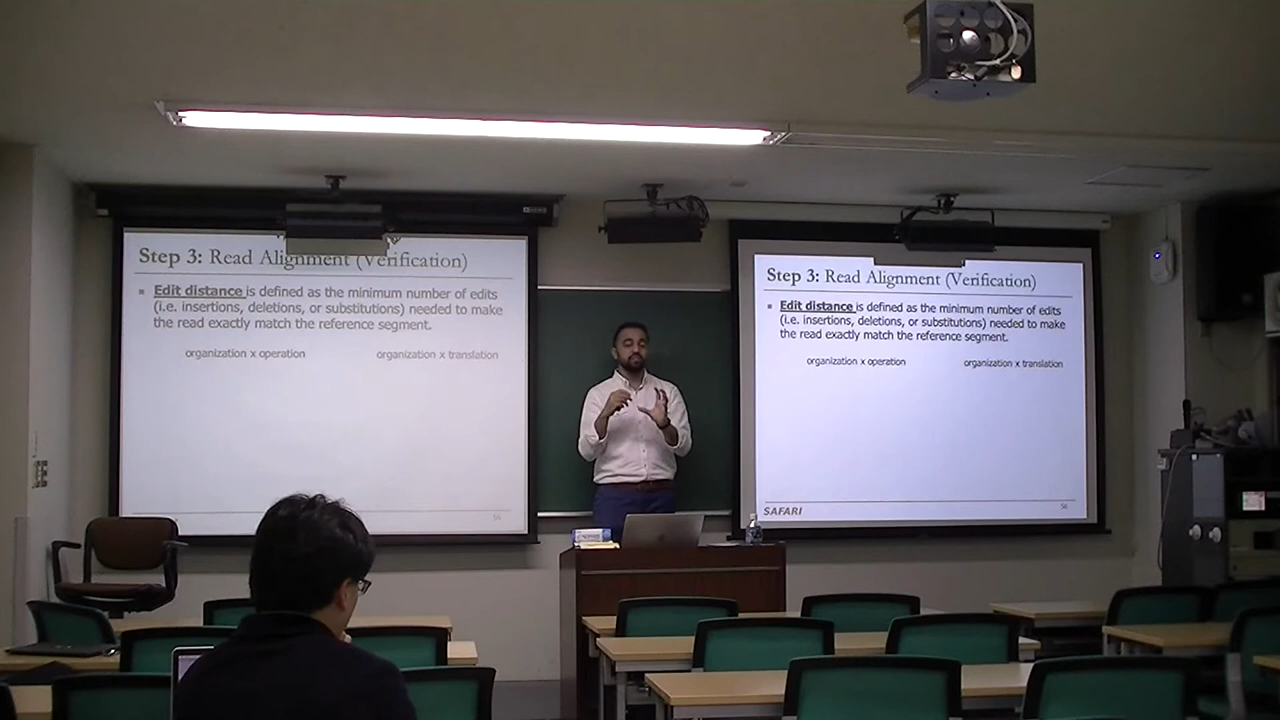 Step 3: Read Alignment (Verification)
Edit distance is defined as the minimum number of edits
(i.e. insertions, deletions, or substitutions) needed to make
the read exactly match the reference segment.
organization x operation
organization x translation
Step 3: Read Alignment (Verification)
Edit distance is defined as the minimum number of edits
(i.e. insertions, deletions, or substitutions) needed to make
the read exactly match the reference segment.
organization x operation
organization x translation
SAFARI
56